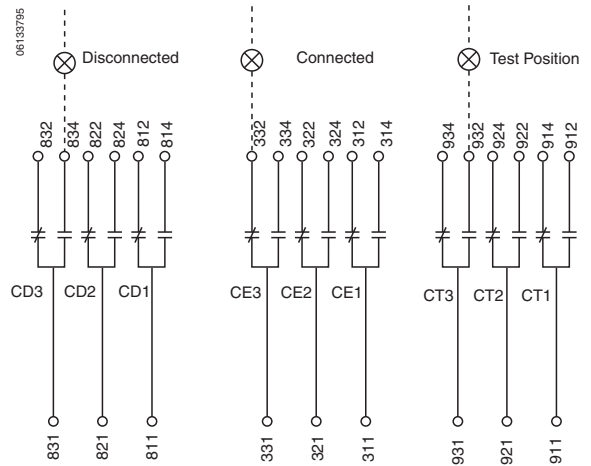 06133795
Disconnected
Connected
Test Position
832 834 822 824 812 814
332 334 322 324 312 314
934 932 924 922 914 912
CD3 CD2 CD1
CE3 CE2 CE1
CT3 CT2 CT1
831 821 811
331 321 311
931 921 911